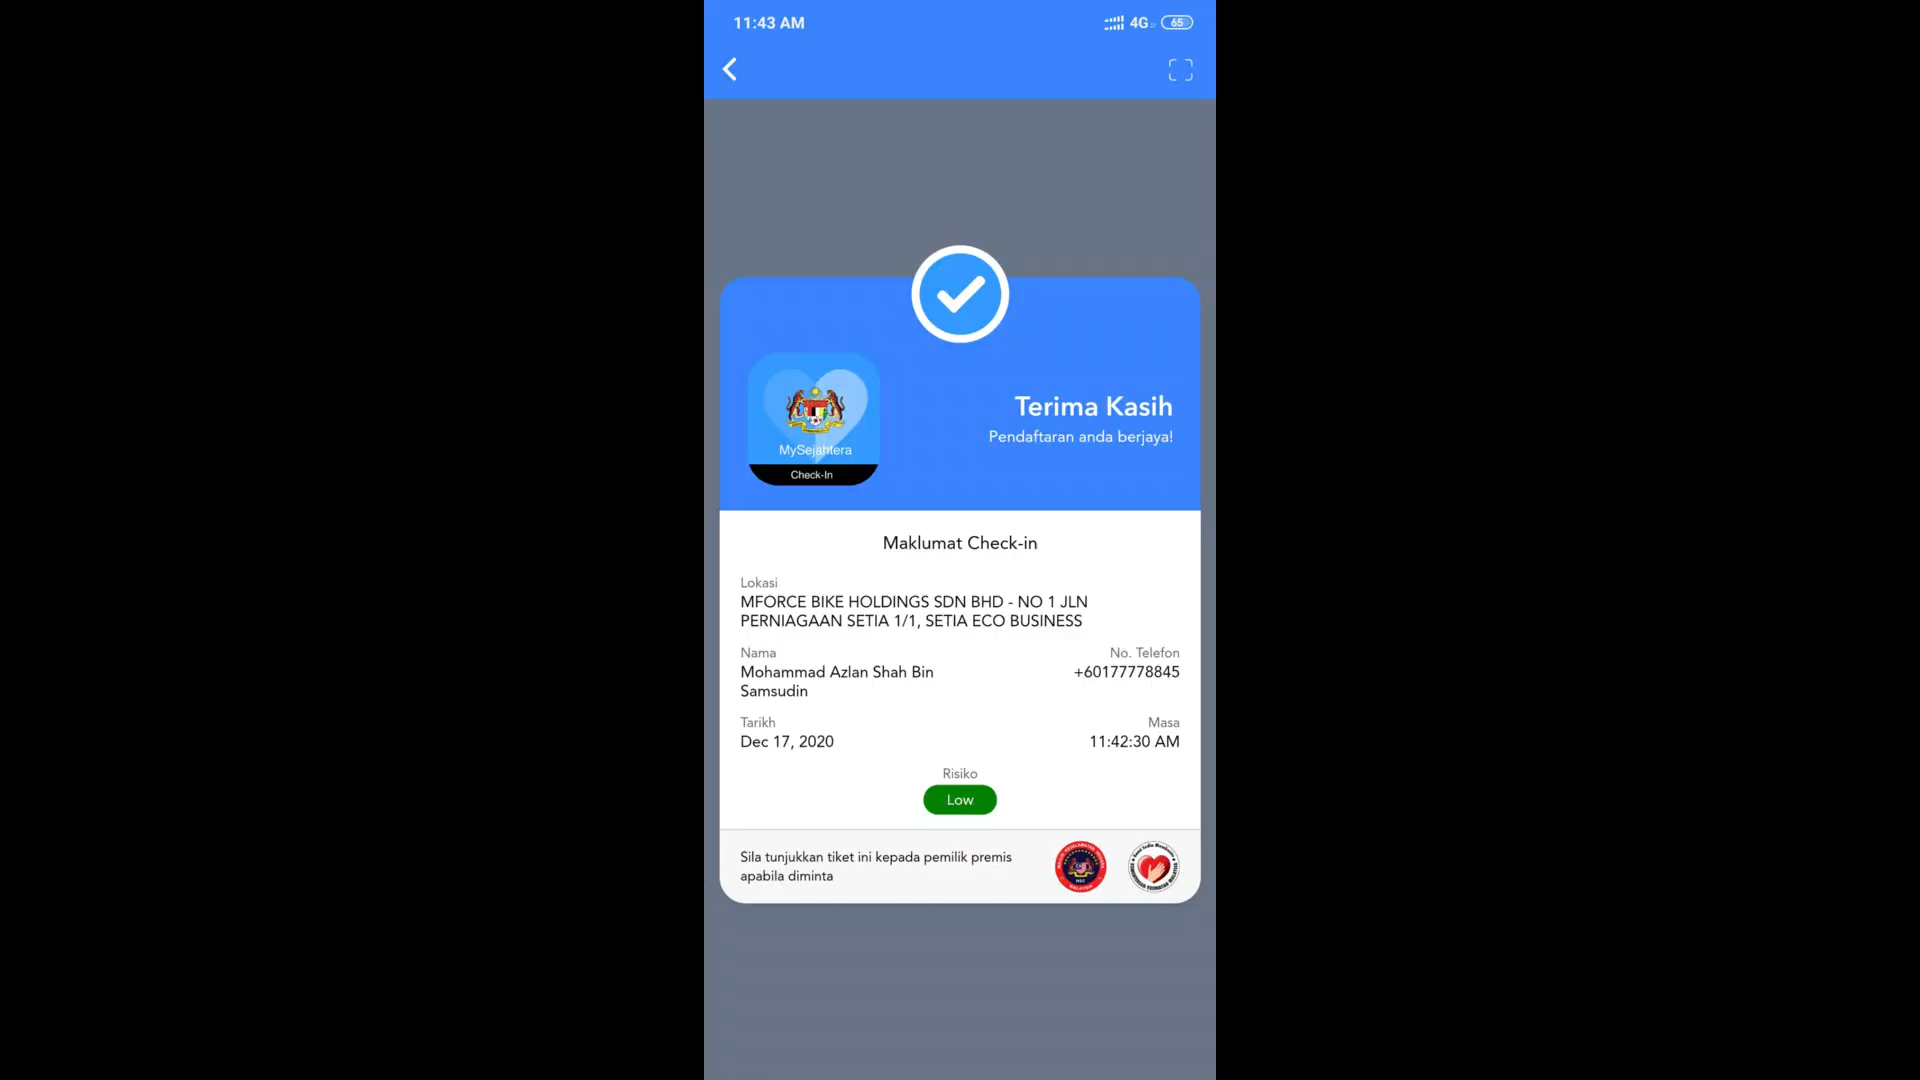 11:43 AM
4G
65
MySejahtera
Check-In
Terima Kasih
Pendaftaran anda berjaya!
Maklumat Check-in
Lokasi
MFORCE BIKE HOLDINGS SDN BHD - NO 1 JLN
PERNIAGAAN SETIA 1/1, SETIA ECO BUSINESS
Nama
No. Telefon
Mohammad Azlan Shah Bin
Samsudin
+60177778845
Tarikh
Masa
Dec 17, 2020
11:42:30 AM
Risiko
Low
Sila tunjukkan tiket ini kepada pemilik premis
apabila diminta
MALAYSIA